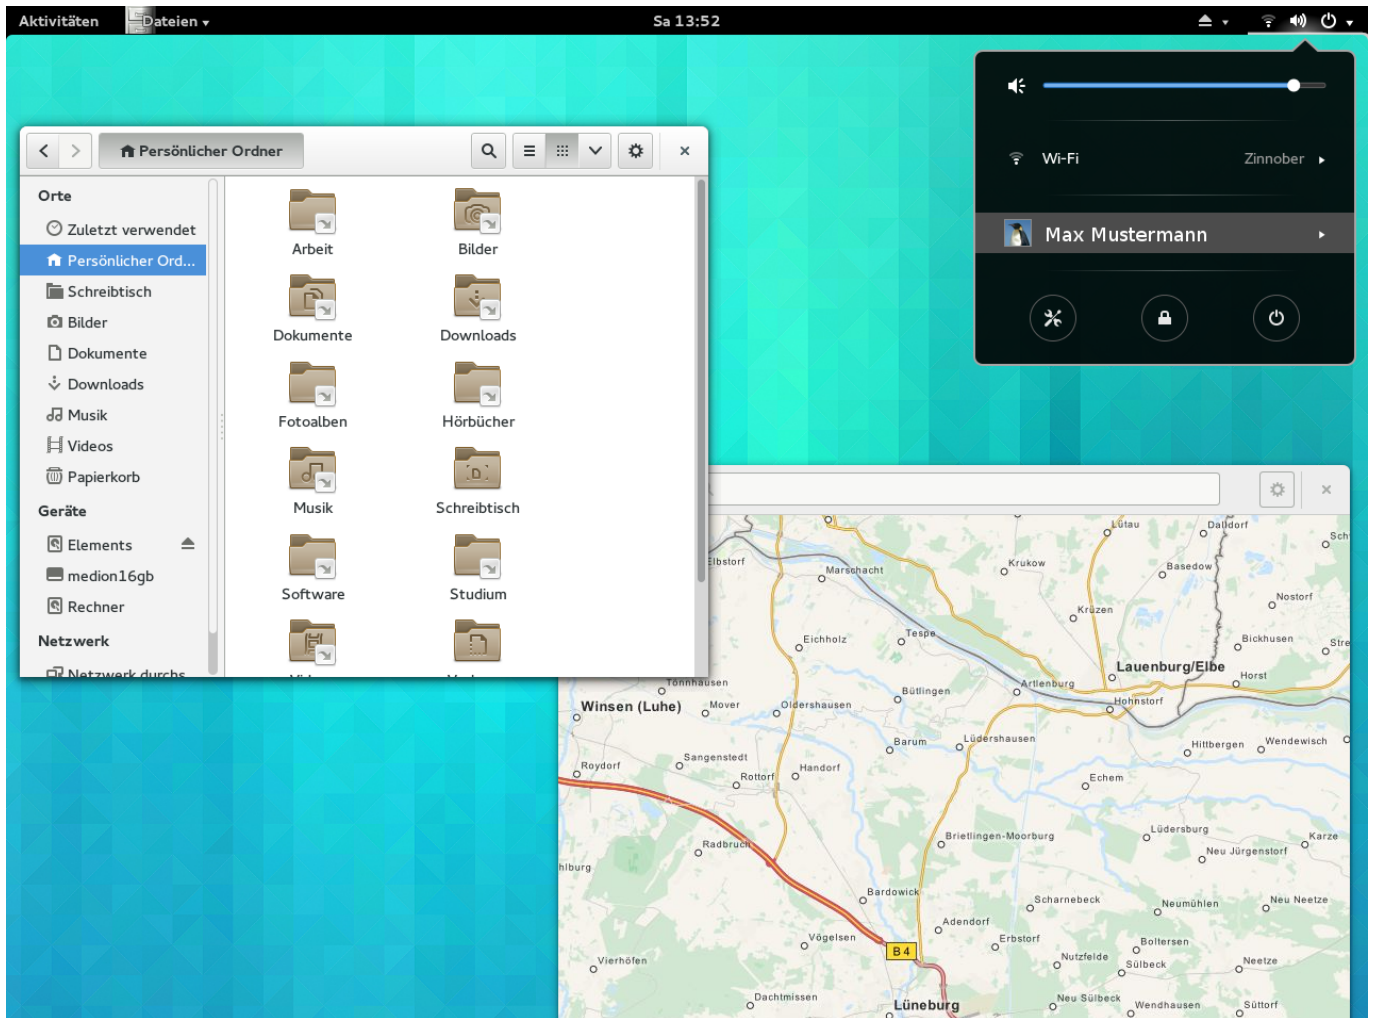 Aktivitäten Dateien Sa 13:52
Persönlicher Ordner
Orte
Zuletzt verwendet
Persönlicher Ord...
Schreibtisch
Bilder
Dokumente
Downloads
Musik
Videos
Papierkorb
Geräte
Elements
medion16gb
Rechner
Netzwerk
Netzwerk durchs
Arbeit Bilder
Dokumente Downloads
Fotoalben Hörbücher
Musik Schreibtisch
Software Studium
Wi-Fi Zinnober
Max Mustermann
Lütau Dalldorf
Sch
Elbstorf Marschacht Krukow Basedow
Nostorf
Krüzen
Eichholz Tespe Bickhusen Stre
Lauenburg/Elbe
Tönnhausen Bütlingen Artlenburg Horst
Winsen (Luhe) Mover Oldershausen Hohnstorf
Barum Lüdershausen Hittbergen Wendewisch
Sangenstedt
Roydorf Rottorf Handorf Echem
Brietlingen-Moorburg Lüdersburg Karze
Radbruch Neu Jürgenstorf
hlburg
Bardowick Scharnebeck Neumühlen Neu Neetze
Adendorf
Vögelsen Erbstorf Boltersen
B 4
Vierhöfen Nutzfelde Sülbeck Neetze
Dachtmissen Lüneburg Neu Sülbeck Wendhausen Süttorf